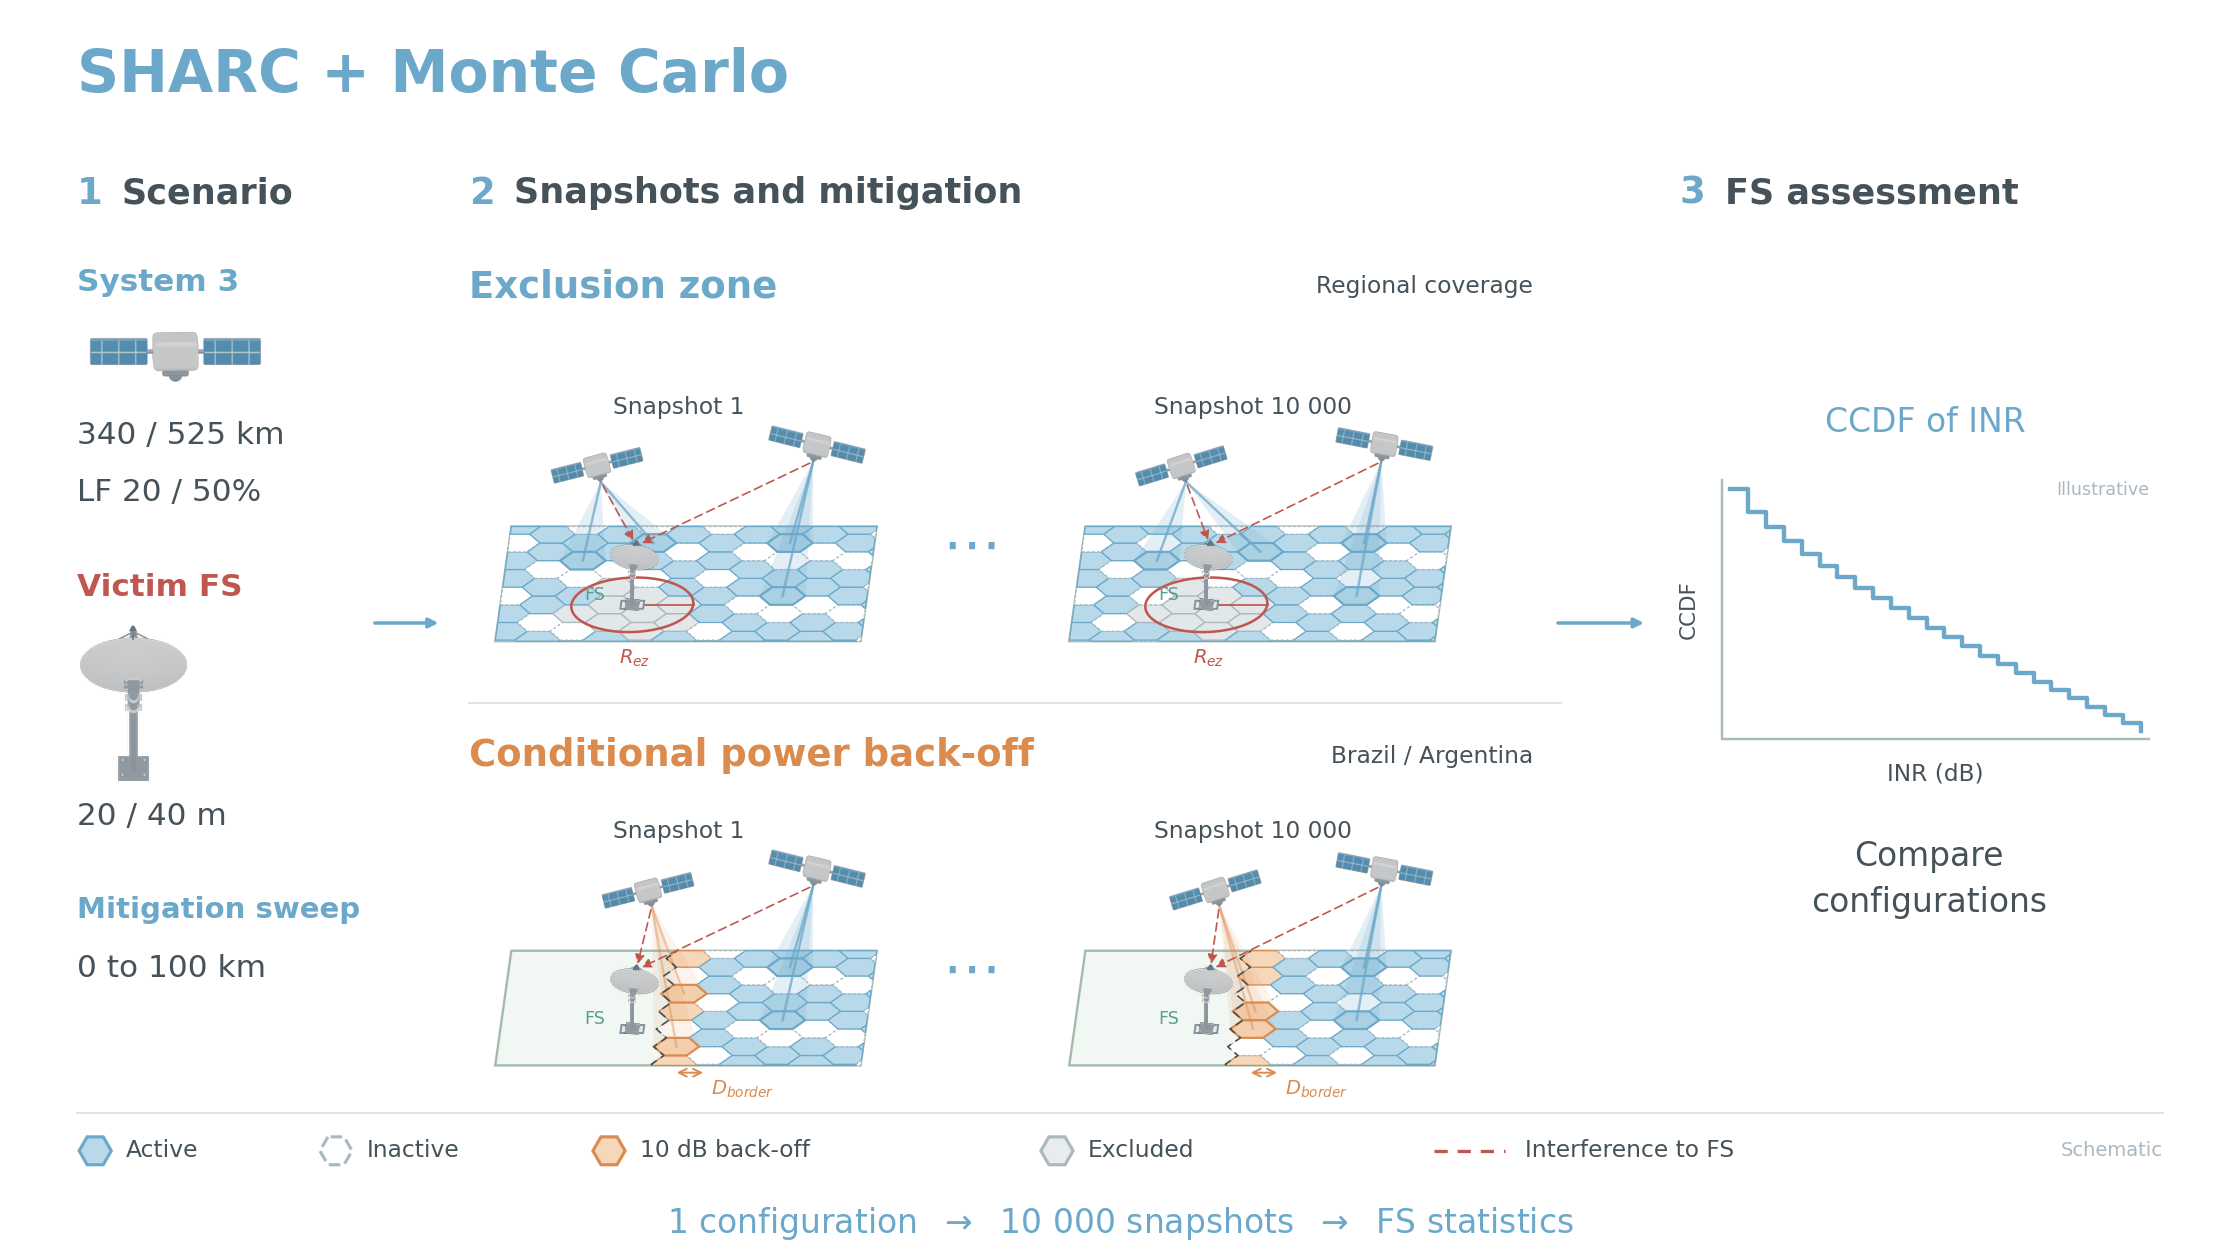 SHARC + Monte Carlo
1 Scenario
System 3
340 / 525 km
LF 20 / 50%
Victim FS
20 / 40 m
Mitigation sweep
0 to 100 km
2 Snapshots and mitigation
Exclusion zone
Regional coverage
Snapshot 1
Snapshot 10 000
FS
...
FS
R_ez
R_ez
Conditional power back-off
Brazil / Argentina
Snapshot 1
Snapshot 10 000
FS
...
FS
D_border
D_border
3 FS assessment
CCDF of INR
Illustrative
CCDF
INR (dB)
Compare
configurations
Active
Inactive
10 dB back-off
Excluded
Interference to FS
Schematic
1 configuration → 10 000 snapshots → FS statistics